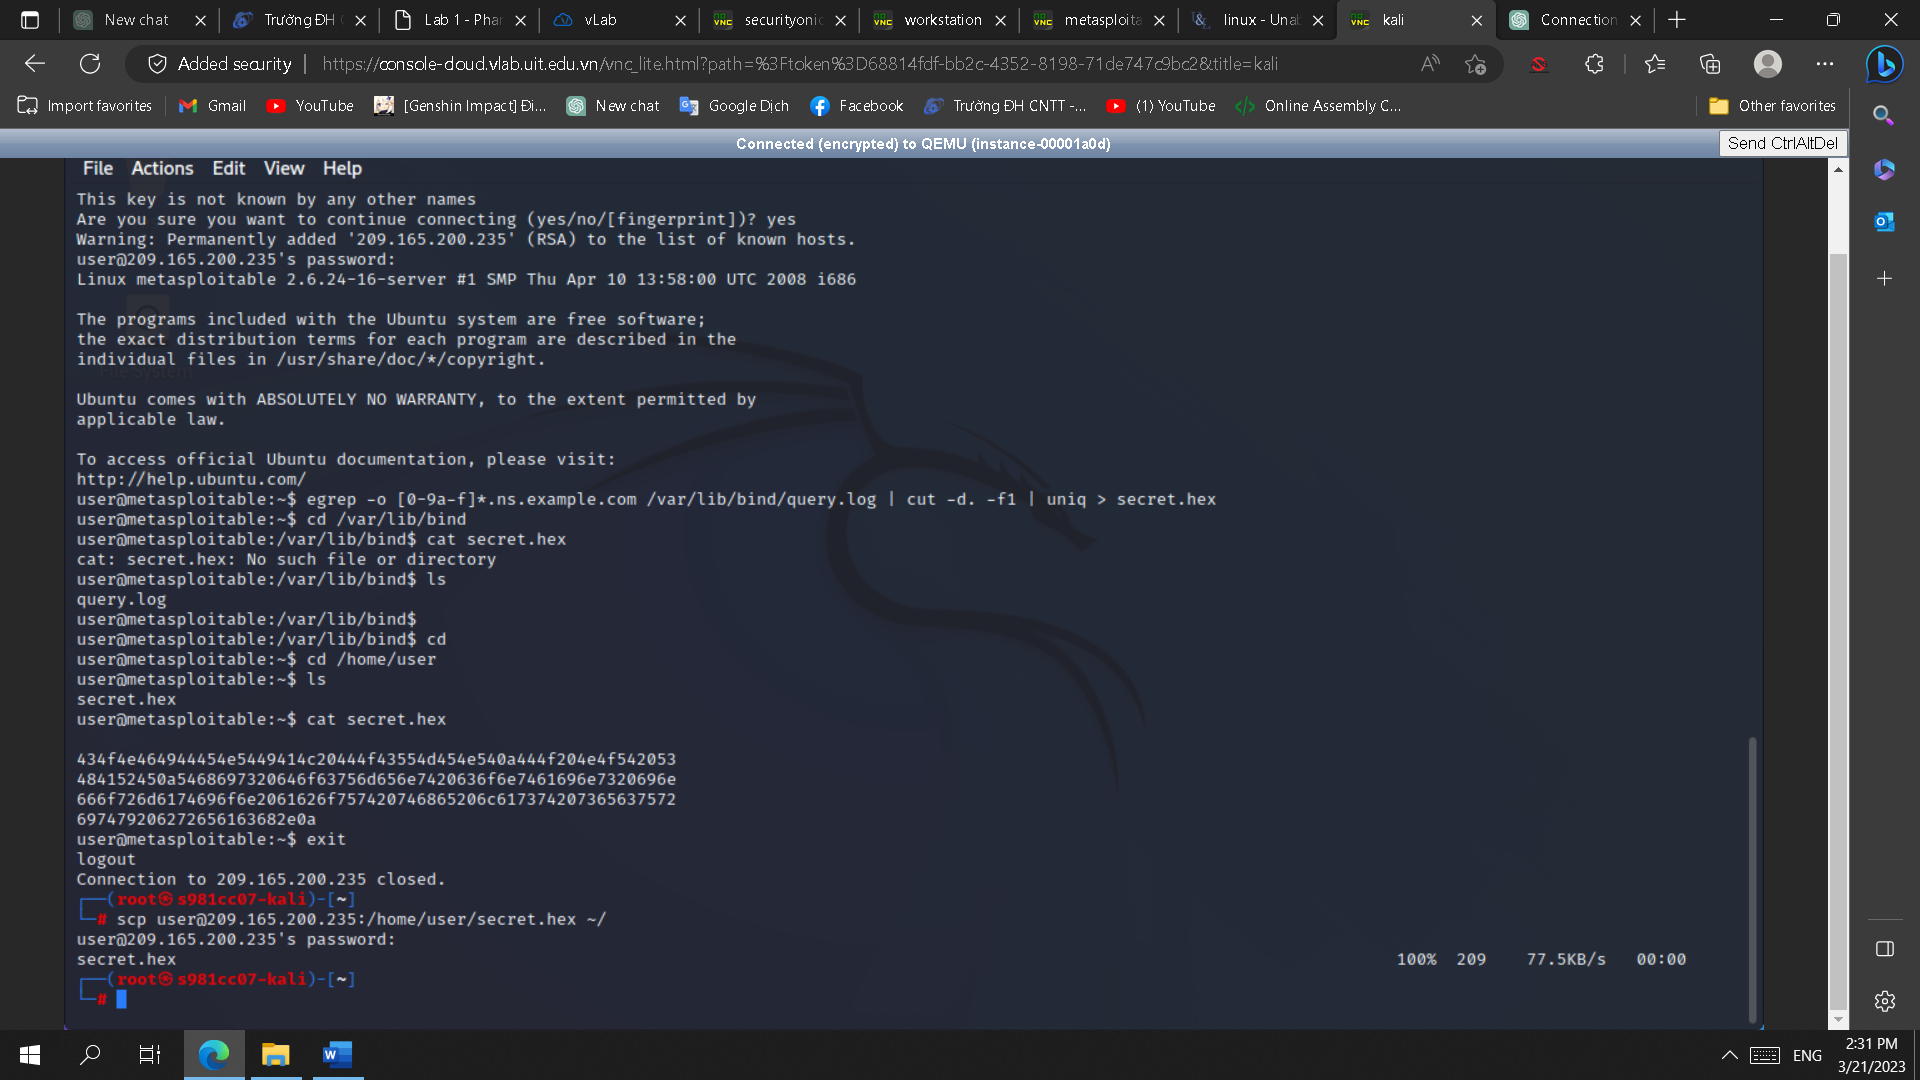 New chat
Trường ĐH
Lab 1 - Phar
vLab
securityonic
workstation
metasploita
linux - Unal
kali
Connection
Added security
https://console-cloud.vlab.uit.edu.vn/vnc_lite.html?path=%3Ftoken%3D68814fdf-bb2c-4352-8198-71de747c9bc2&title=kali
Import favorites
Gmail
YouTube
[Genshin Impact] Đi...
New chat
Google Dịch
Facebook
Trường ĐH CNTT -...
(1) YouTube
Online Assembly C...
Other favorites
Connected (encrypted) to QEMU (instance-00001a0d)
Send CtrlAltDel
File Actions Edit View Help
This key is not known by any other names
Are you sure you want to continue connecting (yes/no/[fingerprint])? yes
Warning: Permanently added '209.165.200.235' (RSA) to the list of known hosts.
user@209.165.200.235's password:
Linux metasploitable 2.6.24-16-server #1 SMP Thu Apr 10 13:58:00 UTC 2008 i686
The programs included with the Ubuntu system are free software;
the exact distribution terms for each program are described in the
individual files in /usr/share/doc/*/copyright.
File System
Ubuntu comes with ABSOLUTELY NO WARRANTY, to the extent permitted by
applicable law.
To access official Ubuntu documentation, please visit:
http://help.ubuntu.com/
user@metasploitable:~$ egrep -o [0-9a-f]*.ns.example.com /var/lib/bind/query.log | cut -d. -f1 | uniq > secret.hex
user@metasploitable:~$ cd /var/lib/bind
user@metasploitable:/var/lib/bind$ cat secret.hex
cat: secret.hex: No such file or directory
user@metasploitable:/var/lib/bind$ ls
query.log
user@metasploitable:/var/lib/bind$
user@metasploitable:/var/lib/bind$ cd
user@metasploitable:~$ cd /home/user
user@metasploitable:~$ ls
secret.hex
user@metasploitable:~$ cat secret.hex
434f4e464944454e5449414c20444f43554d454e540a444f204e4f542053
484152450a5468697320646f63756d656e7420636f6e7461696e7320696e
666f726d6174696f6e2061626f757420746865206c617374207365637572
697479206272656163682e0a
user@metasploitable:~$ exit
logout
Connection to 209.165.200.235 closed.
┌──(root㉿s981cc07-kali)-[~]
└─# scp user@209.165.200.235:/home/user/secret.hex ~/
user@209.165.200.235's password:
secret.hex 100% 209 77.5KB/s 00:00
┌──(root㉿s981cc07-kali)-[~]
└─#
ENG
2:31 PM
3/21/2023